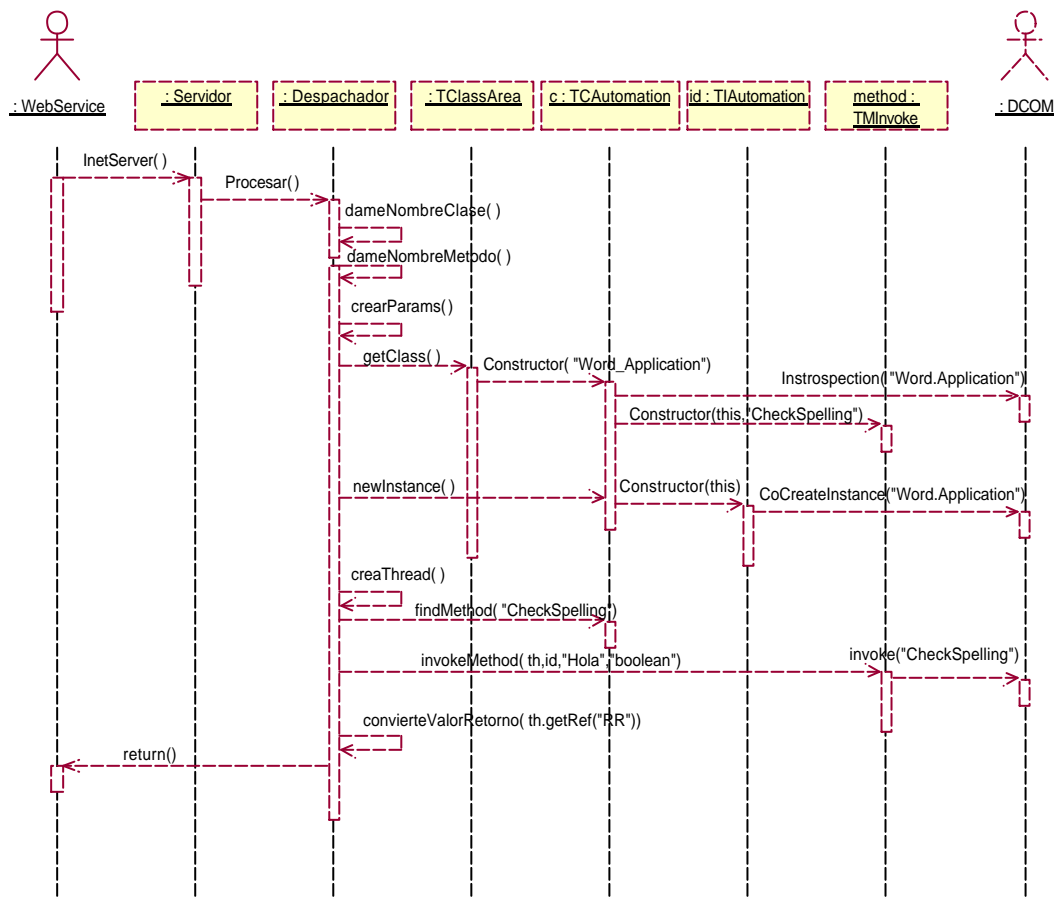 : WebService
: Servidor
: Despachador
: TClassArea
c : TCAutomation
id : TIAutomation
method :
TMInvoke
: DCOM
InetServer( )
Procesar( )
dameNombreClase( )
dameNombreMetodo( )
crearParams()
getClass( )
Constructor( "Word_Application")
Instrospection( "Word.Application")
Constructor(this,"CheckSpelling")
newInstance( )
Constructor(this)
CoCreateInstance("Word.Application")
creaThread( )
findMethod( "CheckSpelling")
invokeMethod( th,id,"Hola","boolean")
invoke("CheckSpelling")
convierteValorRetorno( th.getRef("RR"))
return()